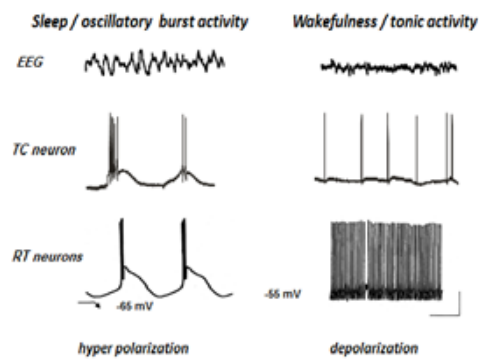 Sleep / oscillatory burst activity
Wakefulness / tonic activity
EEG
TC neuron
RT neurons
-65 mV
-55 mV
hyper polarization
depolarization